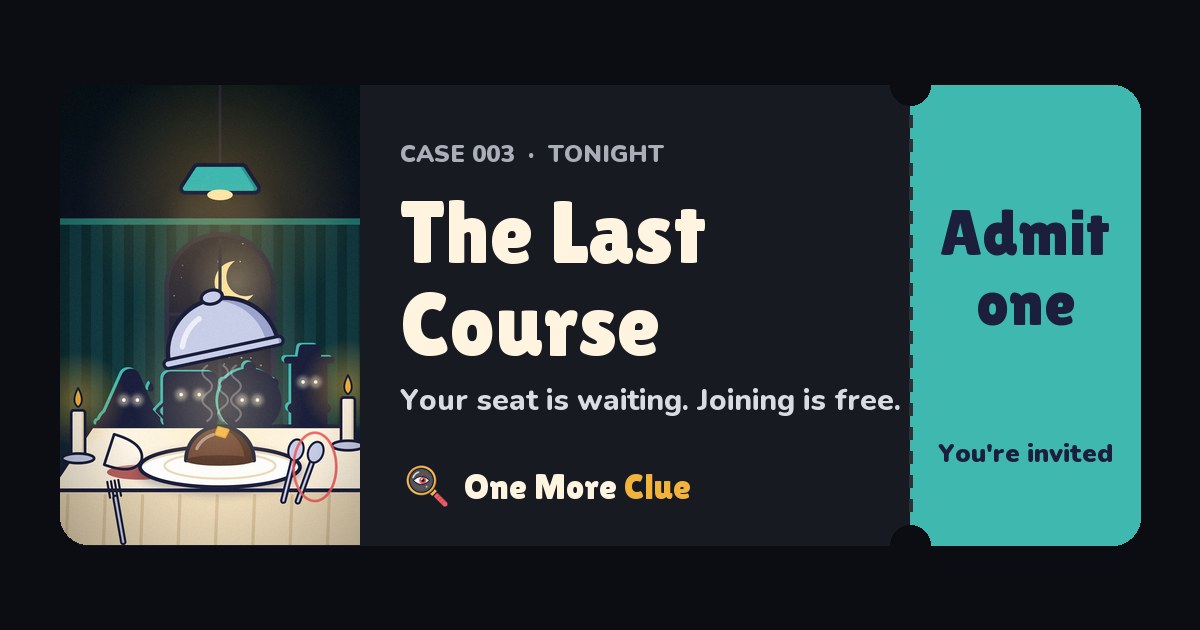 CASE 003 · TONIGHT
The Last
Course
Your seat is waiting. Joining is free.
One More Clue
Admit
one
You're invited